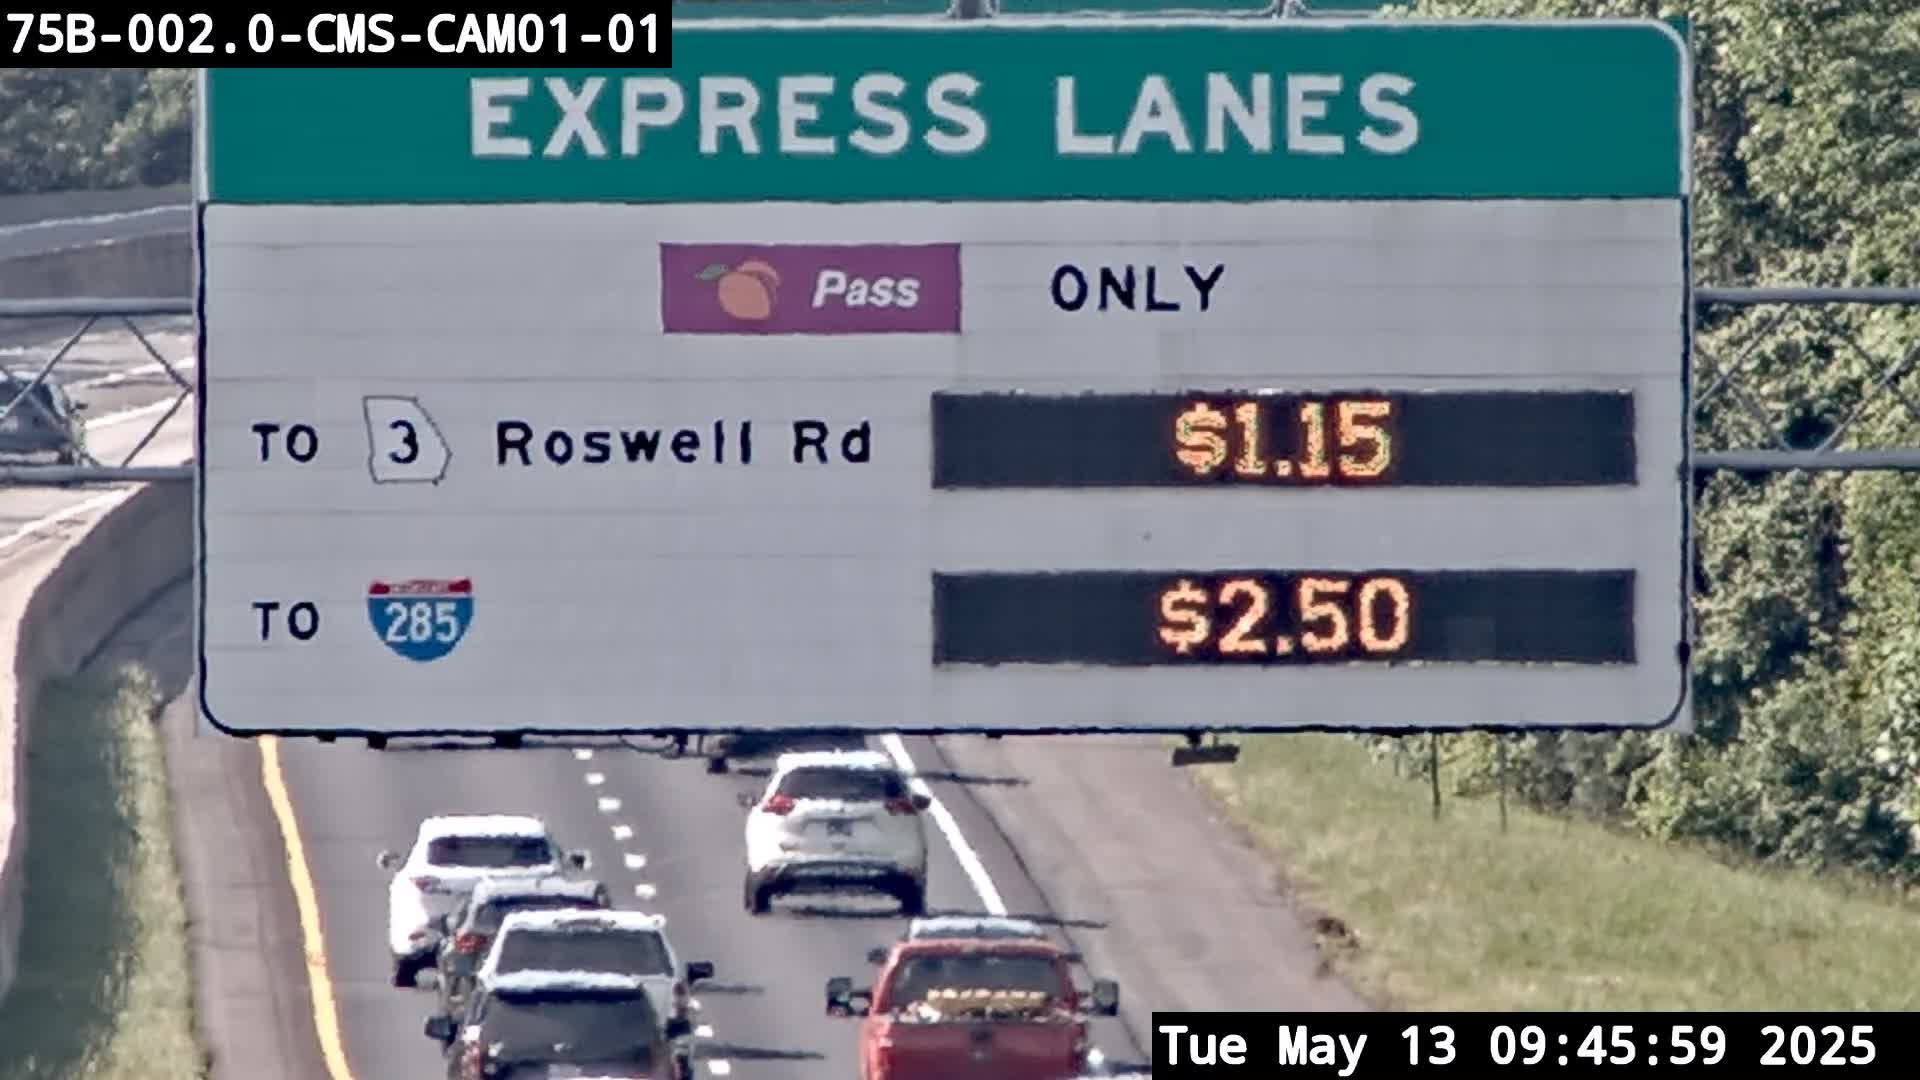 75B-002.0-CMS-CAM01-01
EXPRESS LANES
Pass ONLY
TO 3 Roswell Rd $1.15
TO 285 $2.50
Tue May 13 09:45:59 2025